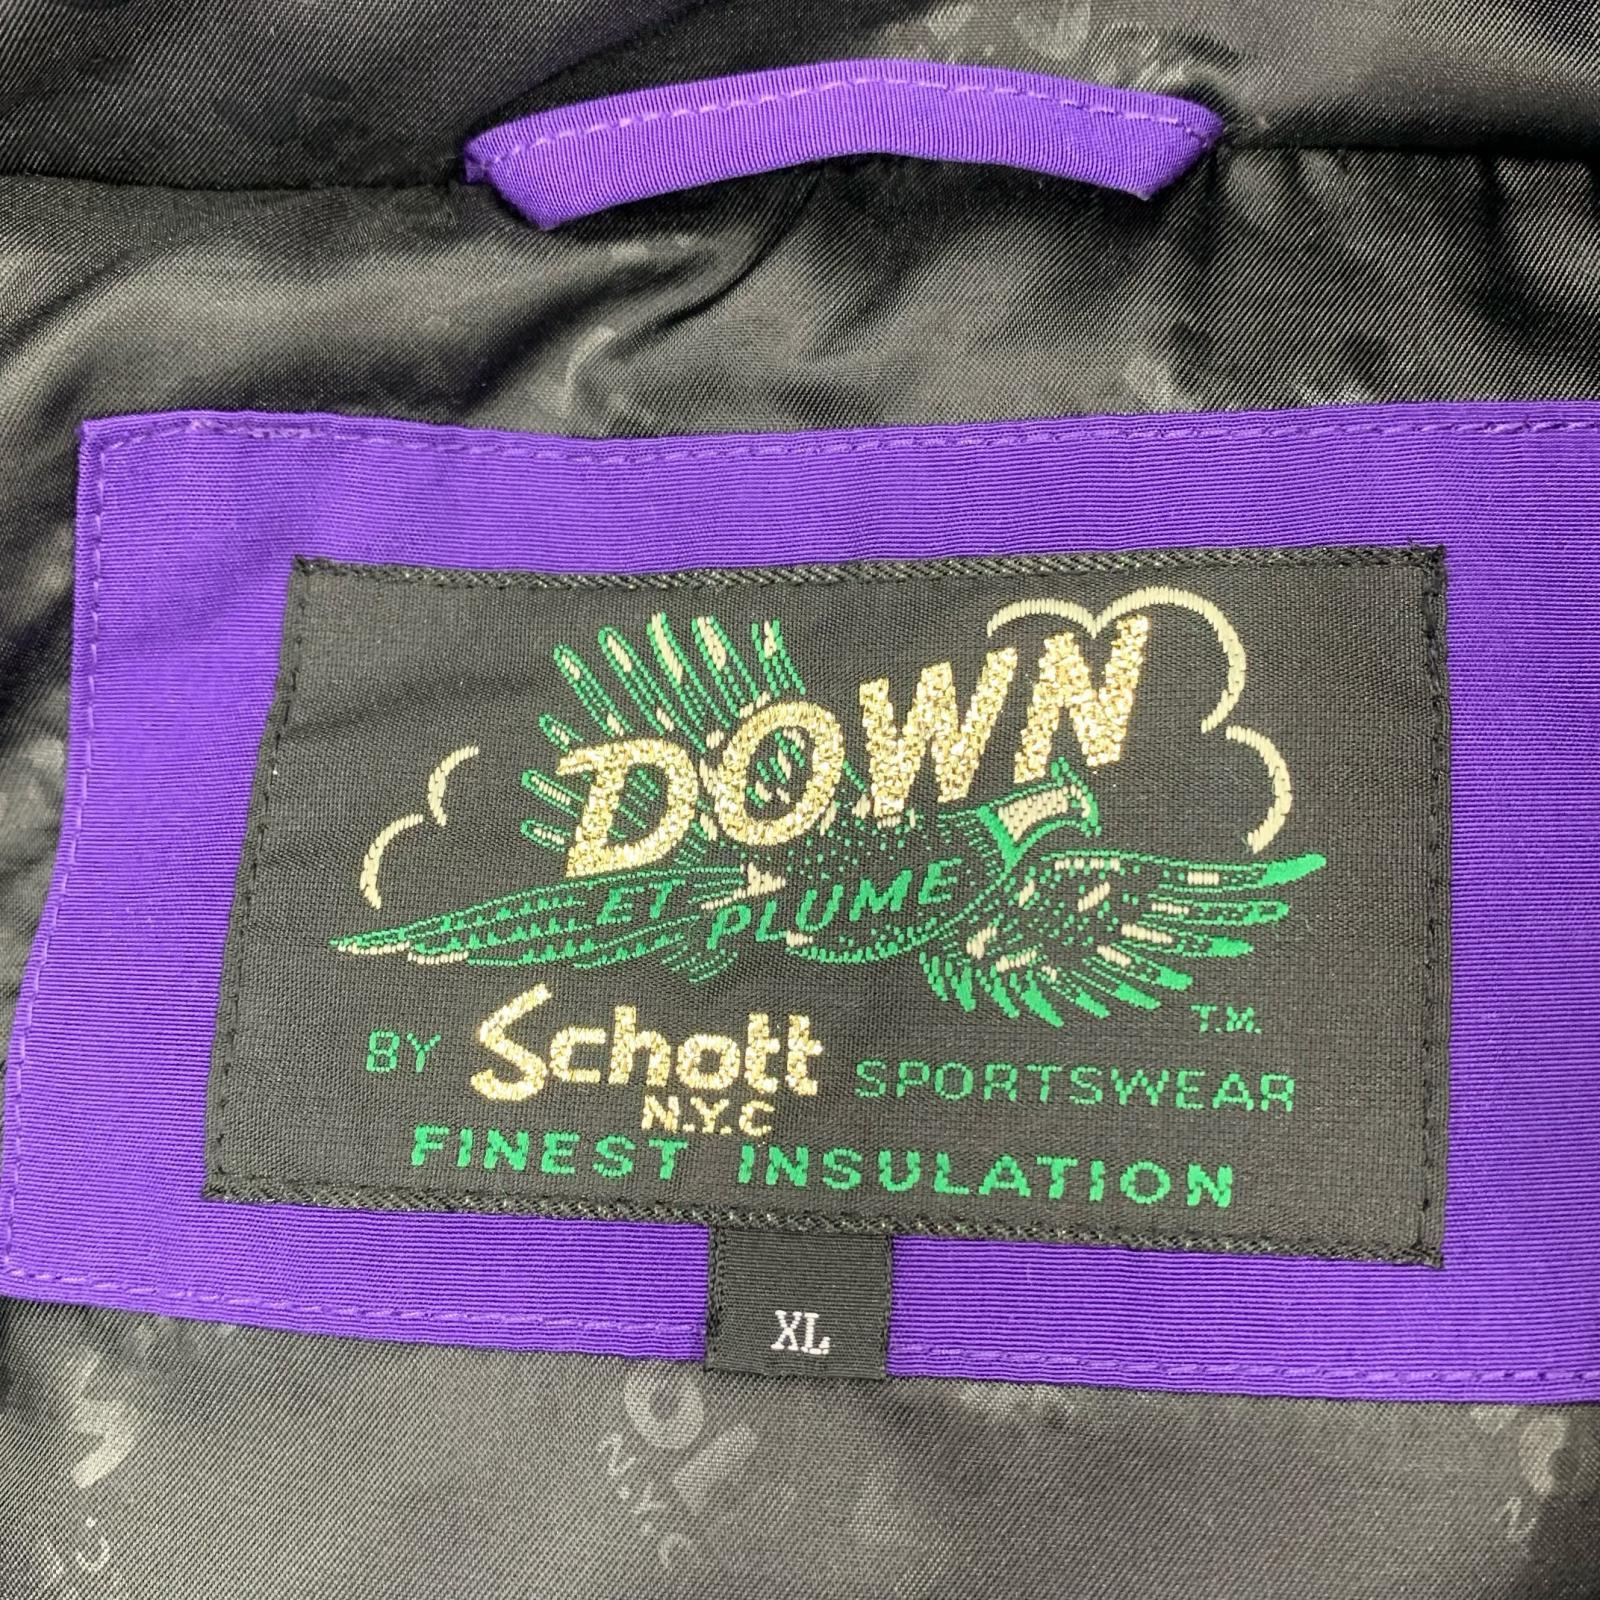 DOWN
ET PLUME
T.M.
BY Schott SPORTSWEAR
N.Y.C
FINEST INSULATION
XL
N.Y.C